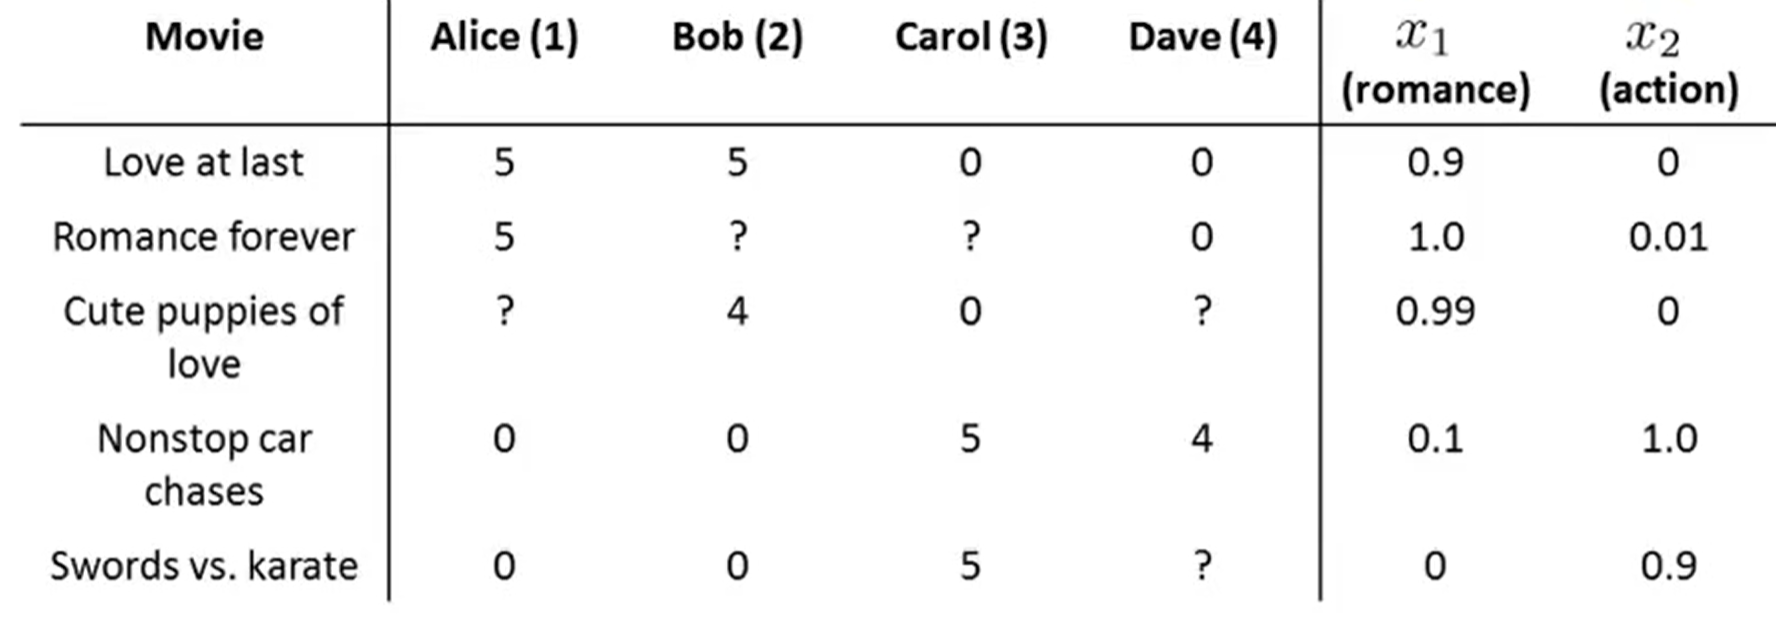 Movie Alice (1) Bob (2) Carol (3) Dave (4) x₁ x₂
(romance) (action)
Love at last 5 5 0 0 0.9 0
Romance forever 5 ? ? 0 1.0 0.01
Cute puppies of ? 4 0 ? 0.99 0
love
Nonstop car 0 0 5 4 0.1 1.0
chases
Swords vs. karate 0 0 5 ? 0 0.9